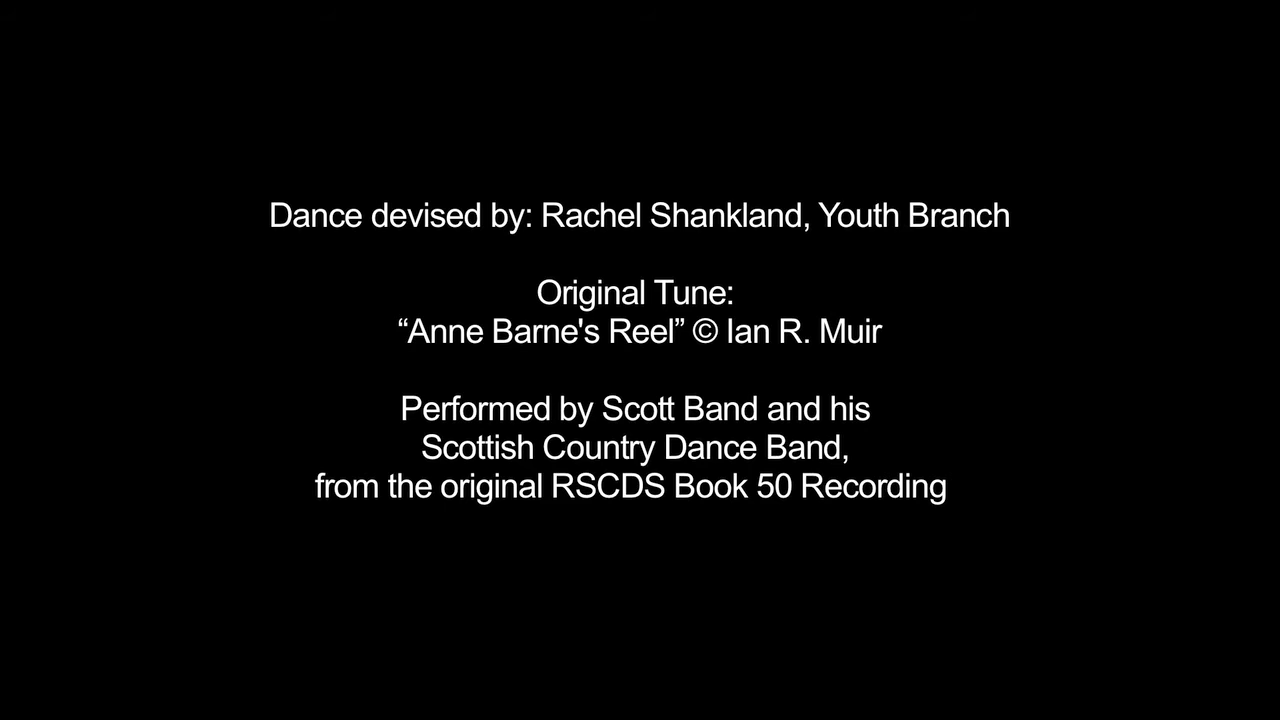 Dance devised by: Rachel Shankland, Youth Branch
Original Tune:
“Anne Barne's Reel” © Ian R. Muir
Performed by Scott Band and his
Scottish Country Dance Band,
from the original RSCDS Book 50 Recording